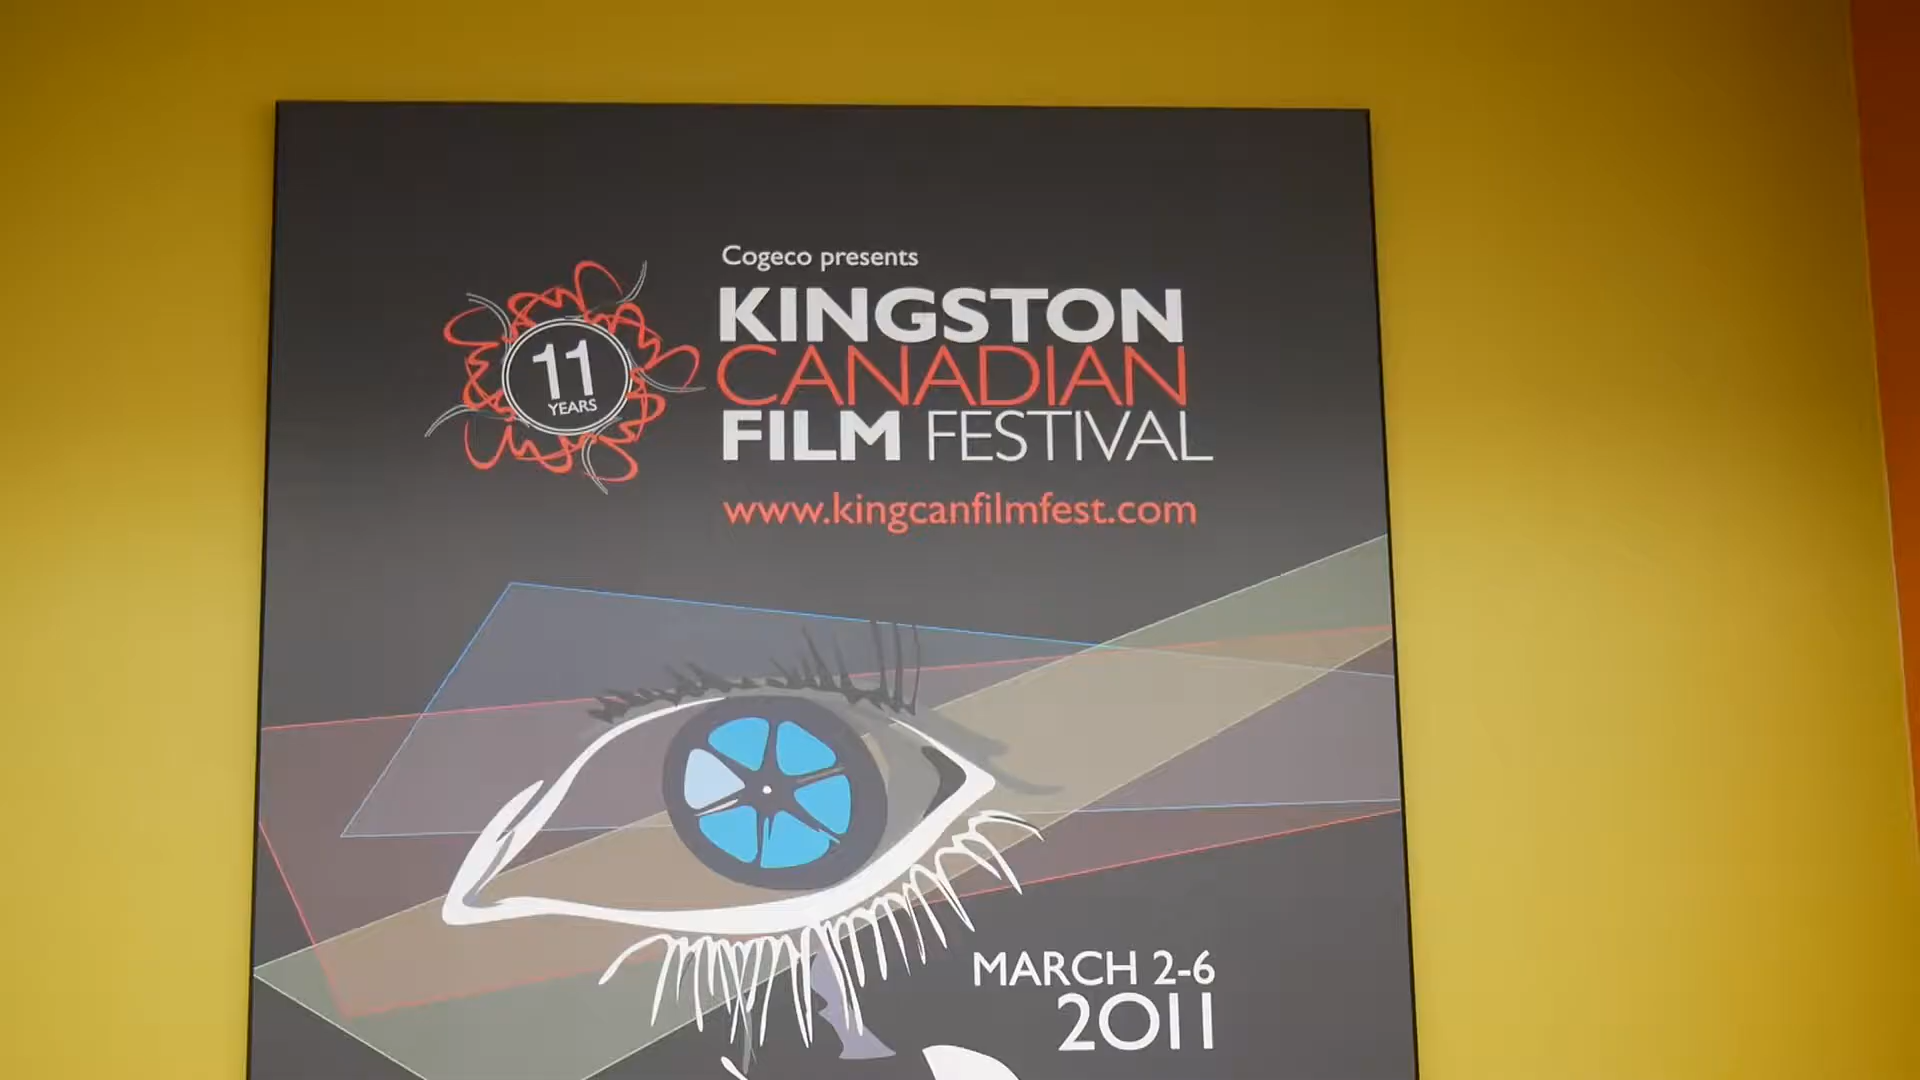 11
YEARS
Cogeco presents
KINGSTON
CANADIAN
FILM FESTIVAL
www.kingcanfilmfest.com
MARCH 2-6
2011